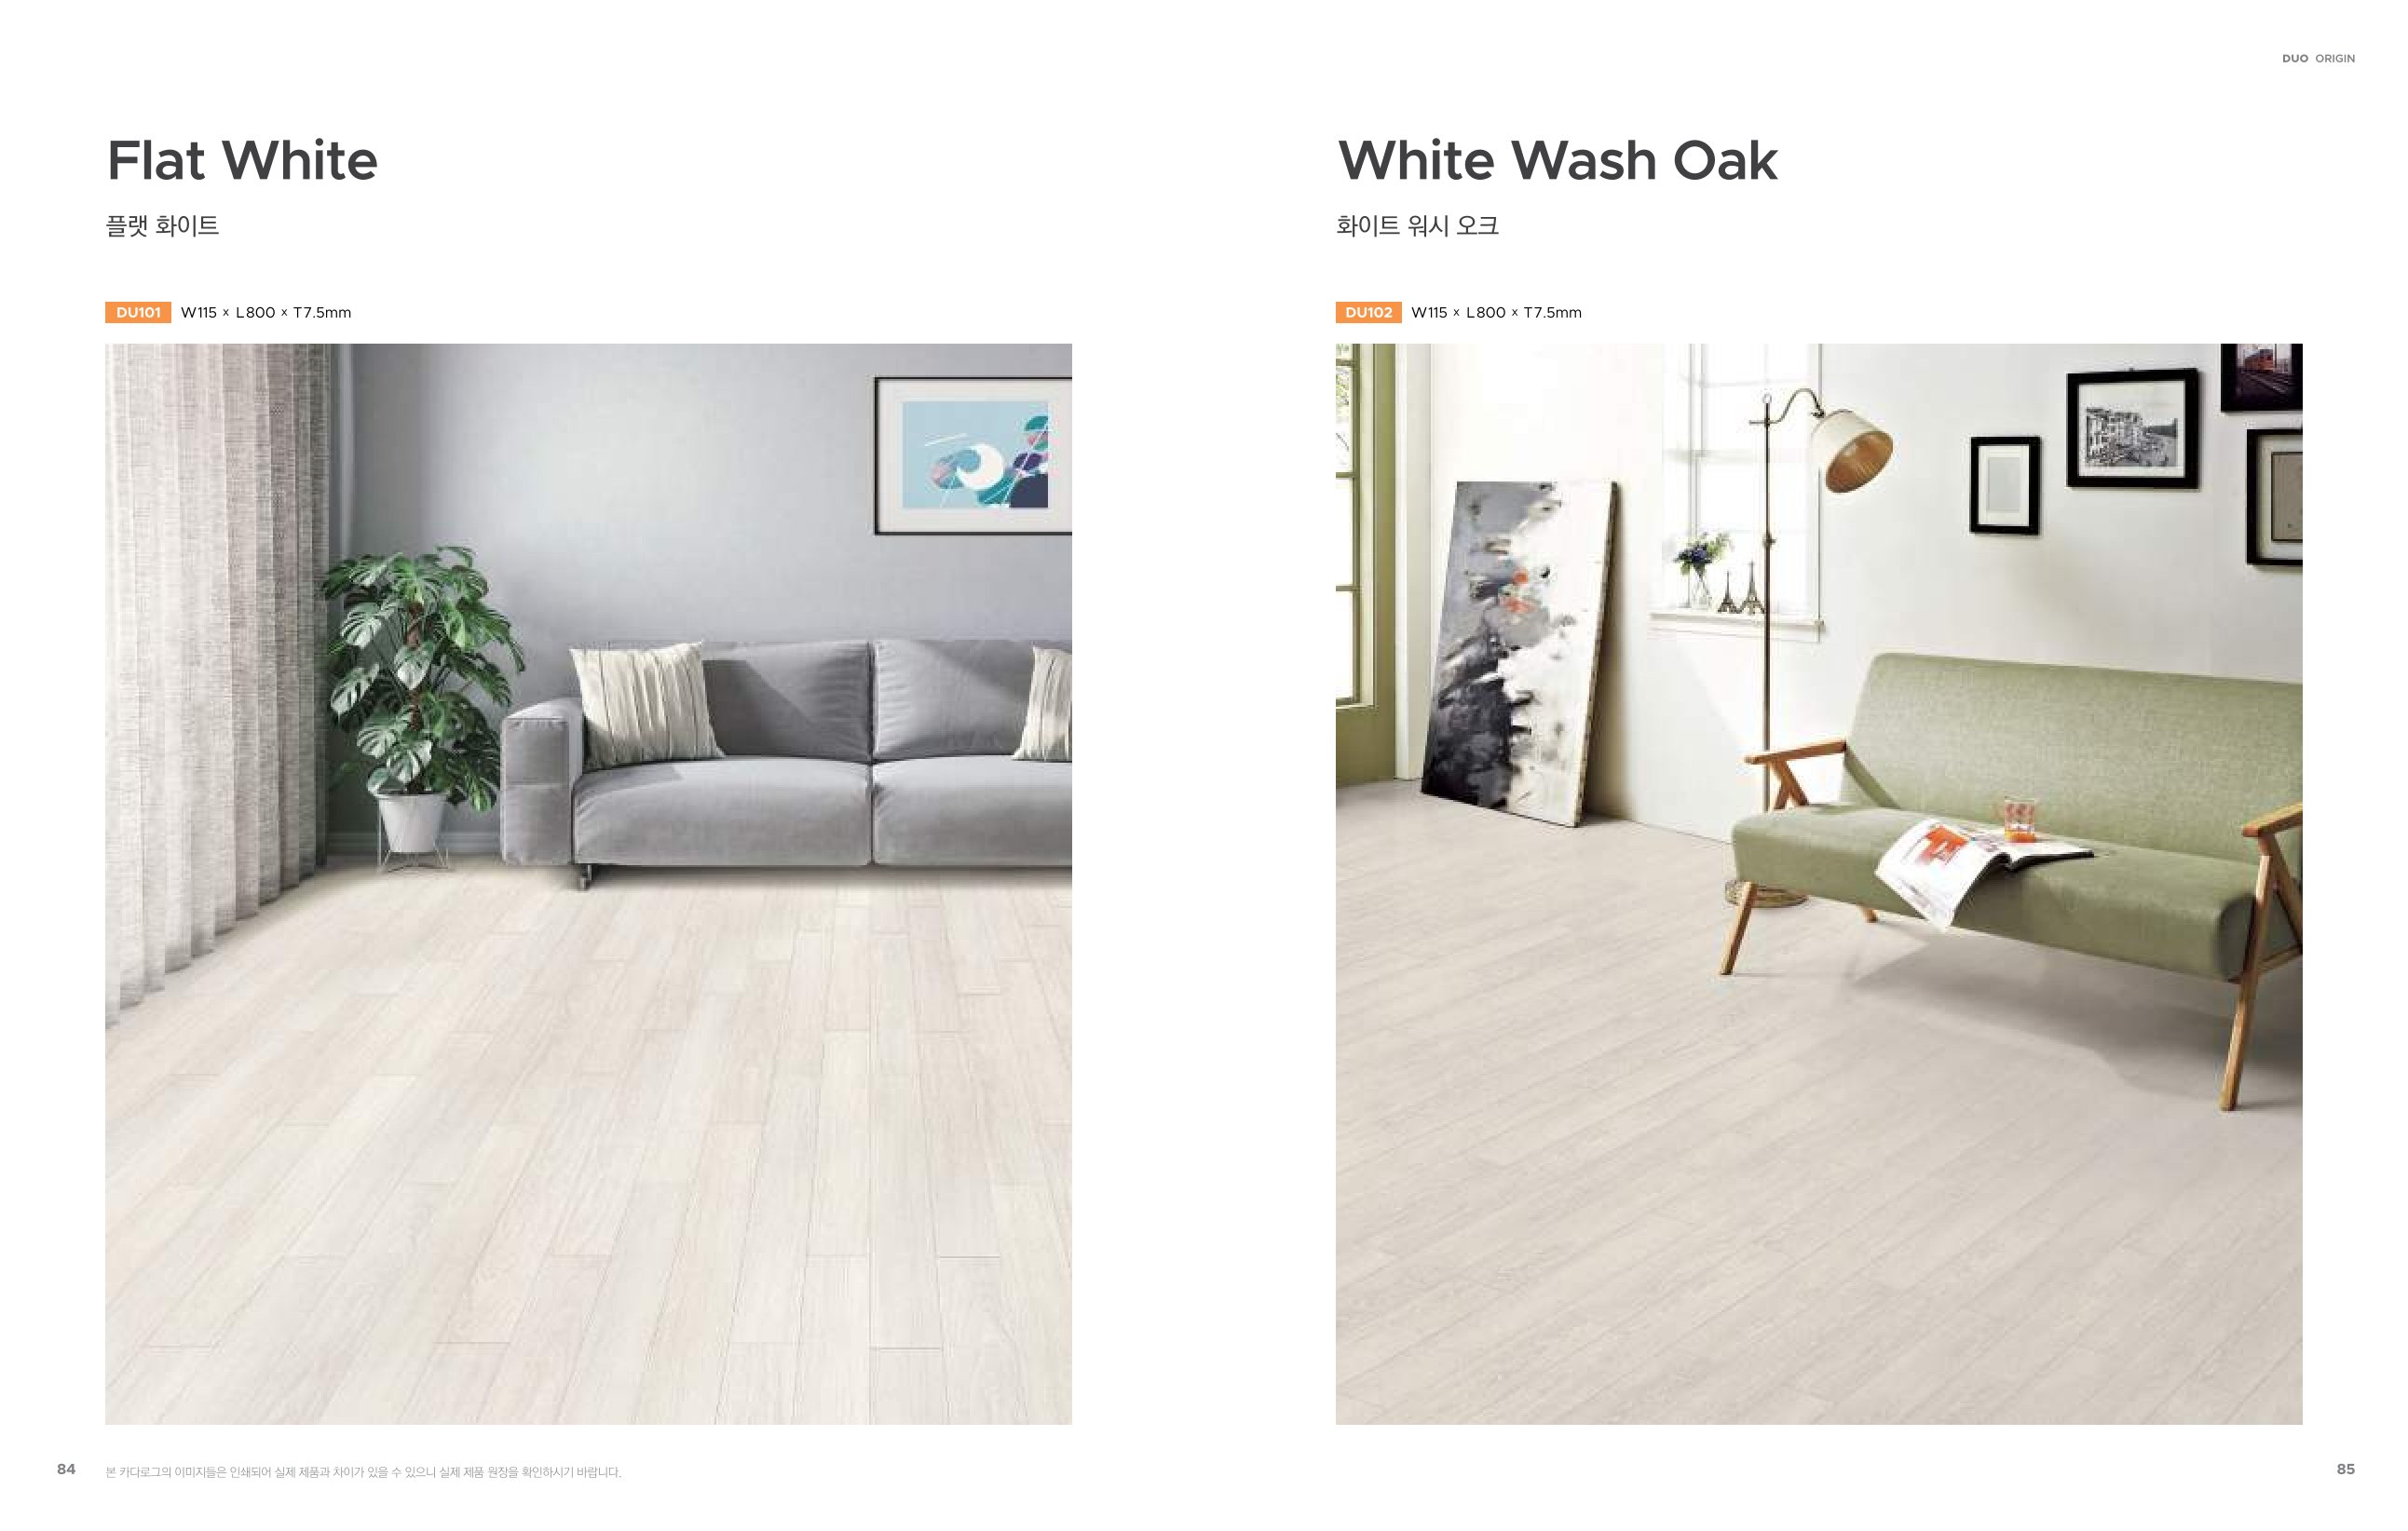 DUO ORIGIN
Flat White
플랫 화이트
DU101 W115 x L800 x T7.5mm
White Wash Oak
화이트 워시 오크
DU102 W115 x L800 x T7.5mm
84 본 카다로그의 이미지들은 인쇄되어 실제 제품과 차이가 있을 수 있으니 실제 제품 원장을 확인하시기 바랍니다.
85